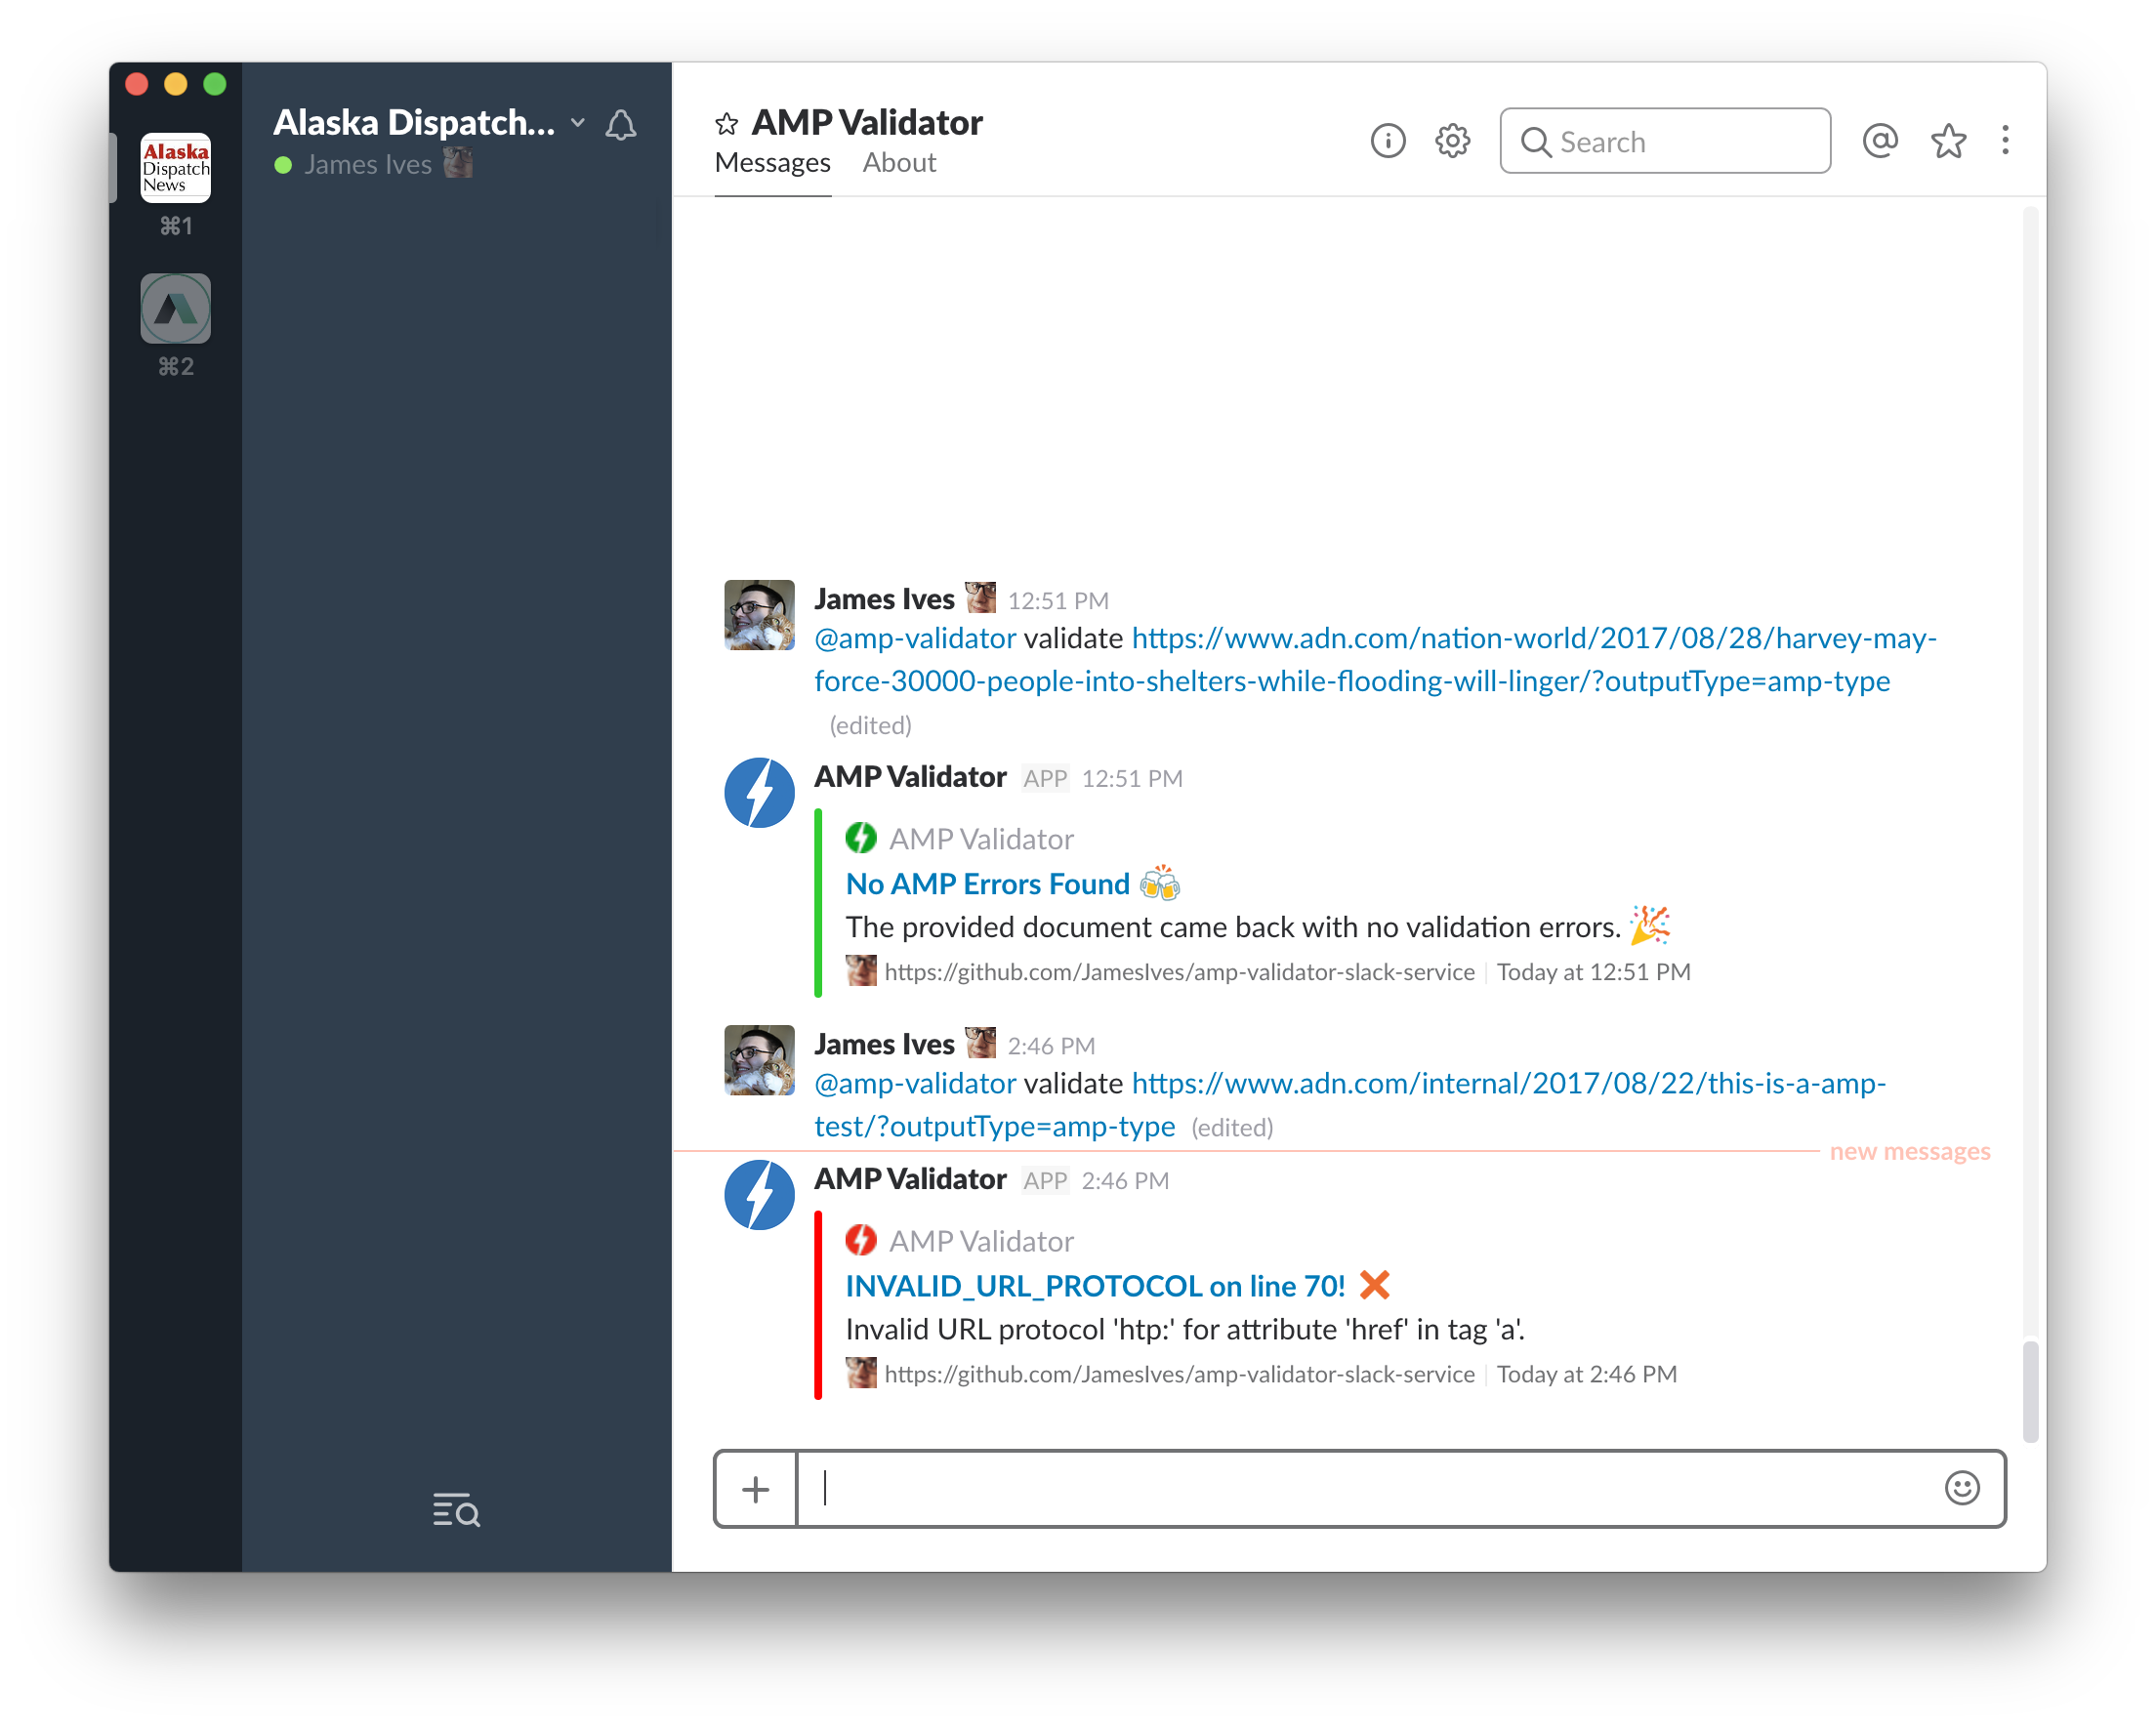 Alaska Dispatch...
James Ives
Alaska
Dispatch
News
⌘1
⌘2
AMP Validator
Messages About
Search
James Ives 12:51 PM
@amp-validator validate https://www.adn.com/nation-world/2017/08/28/harvey-may-
force-30000-people-into-shelters-while-flooding-will-linger/?outputType=amp-type
(edited)
AMP Validator APP 12:51 PM
AMP Validator
No AMP Errors Found 🍻
The provided document came back with no validation errors. 🎉
https://github.com/JamesIves/amp-validator-slack-service Today at 12:51 PM
James Ives 2:46 PM
@amp-validator validate https://www.adn.com/internal/2017/08/22/this-is-a-amp-
test/?outputType=amp-type (edited)
new messages
AMP Validator APP 2:46 PM
AMP Validator
INVALID_URL_PROTOCOL on line 70! ❌
Invalid URL protocol 'htp:' for attribute 'href' in tag 'a'.
https://github.com/JamesIves/amp-validator-slack-service Today at 2:46 PM